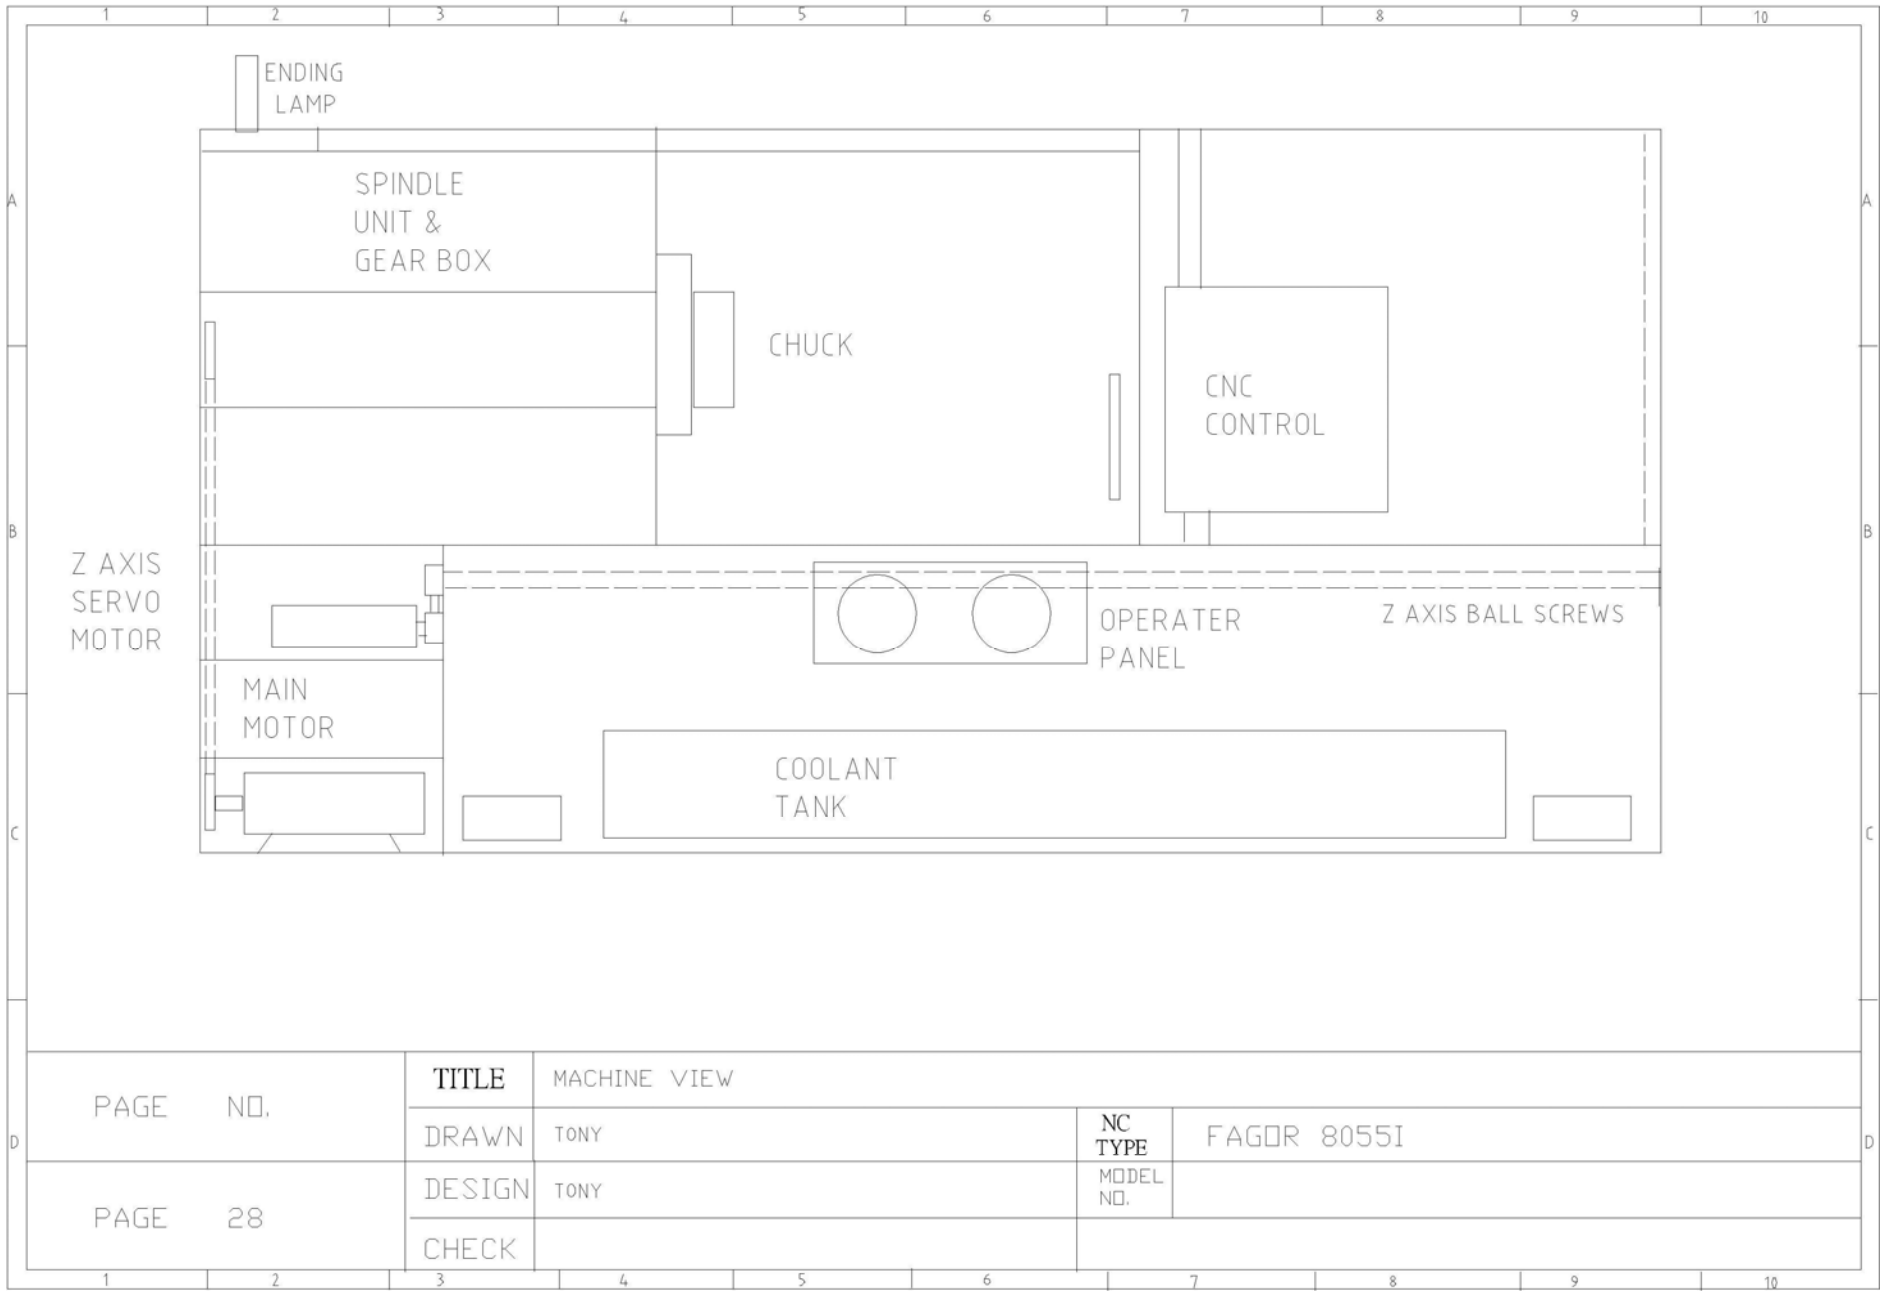 1 2 3 4 5 6 7 8 9 10
ENDING
LAMP
A
A
SPINDLE
UNIT &
GEAR BOX
CHUCK
CNC
CONTROL
B
B
Z AXIS
SERVO
MOTOR
OPERATER
PANEL
Z AXIS BALL SCREWS
MAIN
MOTOR
COOLANT
TANK
C
C
PAGE NO.
TITLE MACHINE VIEW
DRAWN TONY
NC
TYPE
FAGOR 8055I
D
D
PAGE 28
DESIGN TONY
MODEL
NO.
CHECK
1 2 3 4 5 6 7 8 9 10